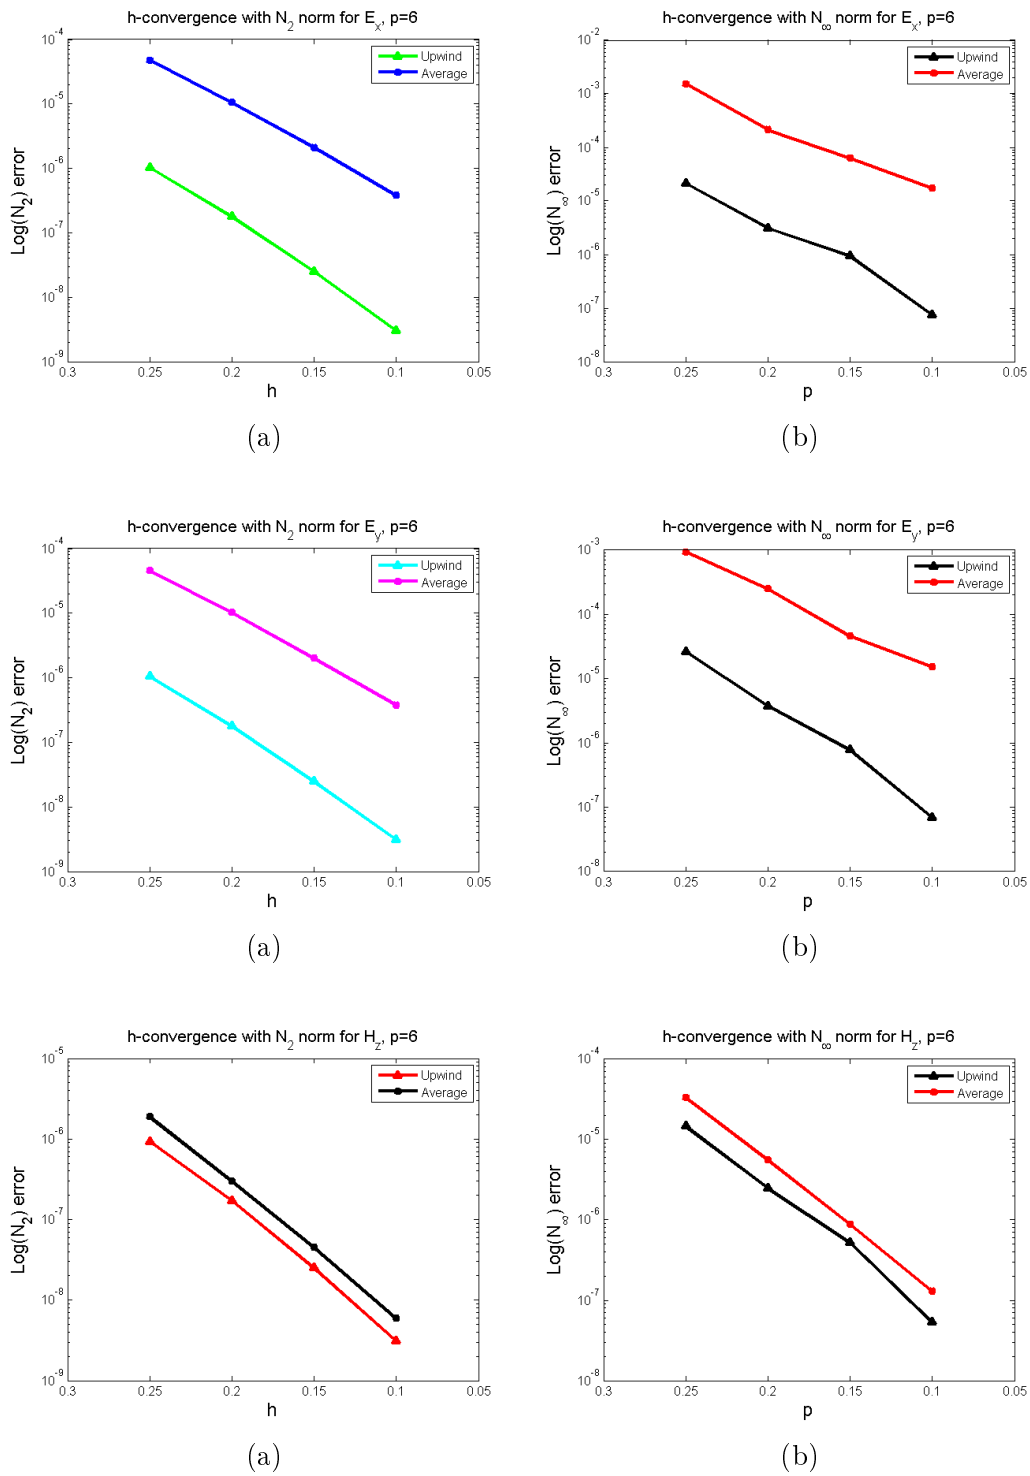 h-convergence with N₂ norm for Eₓ, p=6
Upwind
Average
10⁻⁴
10⁻⁵
10⁻⁶
10⁻⁷
10⁻⁸
10⁻⁹
Log(N₂) error
0.3 0.25 0.2 0.15 0.1 0.05
h
(a)
h-convergence with N∞ norm for Eₓ, p=6
Upwind
Average
10⁻²
10⁻³
10⁻⁴
10⁻⁵
10⁻⁶
10⁻⁷
10⁻⁸
Log(N∞) error
0.3 0.25 0.2 0.15 0.1 0.05
p
(b)
h-convergence with N₂ norm for E_y, p=6
Upwind
Average
10⁻⁴
10⁻⁵
10⁻⁶
10⁻⁷
10⁻⁸
10⁻⁹
Log(N₂) error
0.3 0.25 0.2 0.15 0.1 0.05
h
(a)
h-convergence with N∞ norm for E_y, p=6
Upwind
Average
10⁻³
10⁻⁴
10⁻⁵
10⁻⁶
10⁻⁷
10⁻⁸
Log(N∞) error
0.3 0.25 0.2 0.15 0.1 0.05
p
(b)
h-convergence with N₂ norm for H_z, p=6
Upwind
Average
10⁻⁵
10⁻⁶
10⁻⁷
10⁻⁸
10⁻⁹
Log(N₂) error
0.3 0.25 0.2 0.15 0.1 0.05
h
(a)
h-convergence with N∞ norm for H_z, p=6
Upwind
Average
10⁻⁴
10⁻⁵
10⁻⁶
10⁻⁷
10⁻⁸
Log(N∞) error
0.3 0.25 0.2 0.15 0.1 0.05
p
(b)